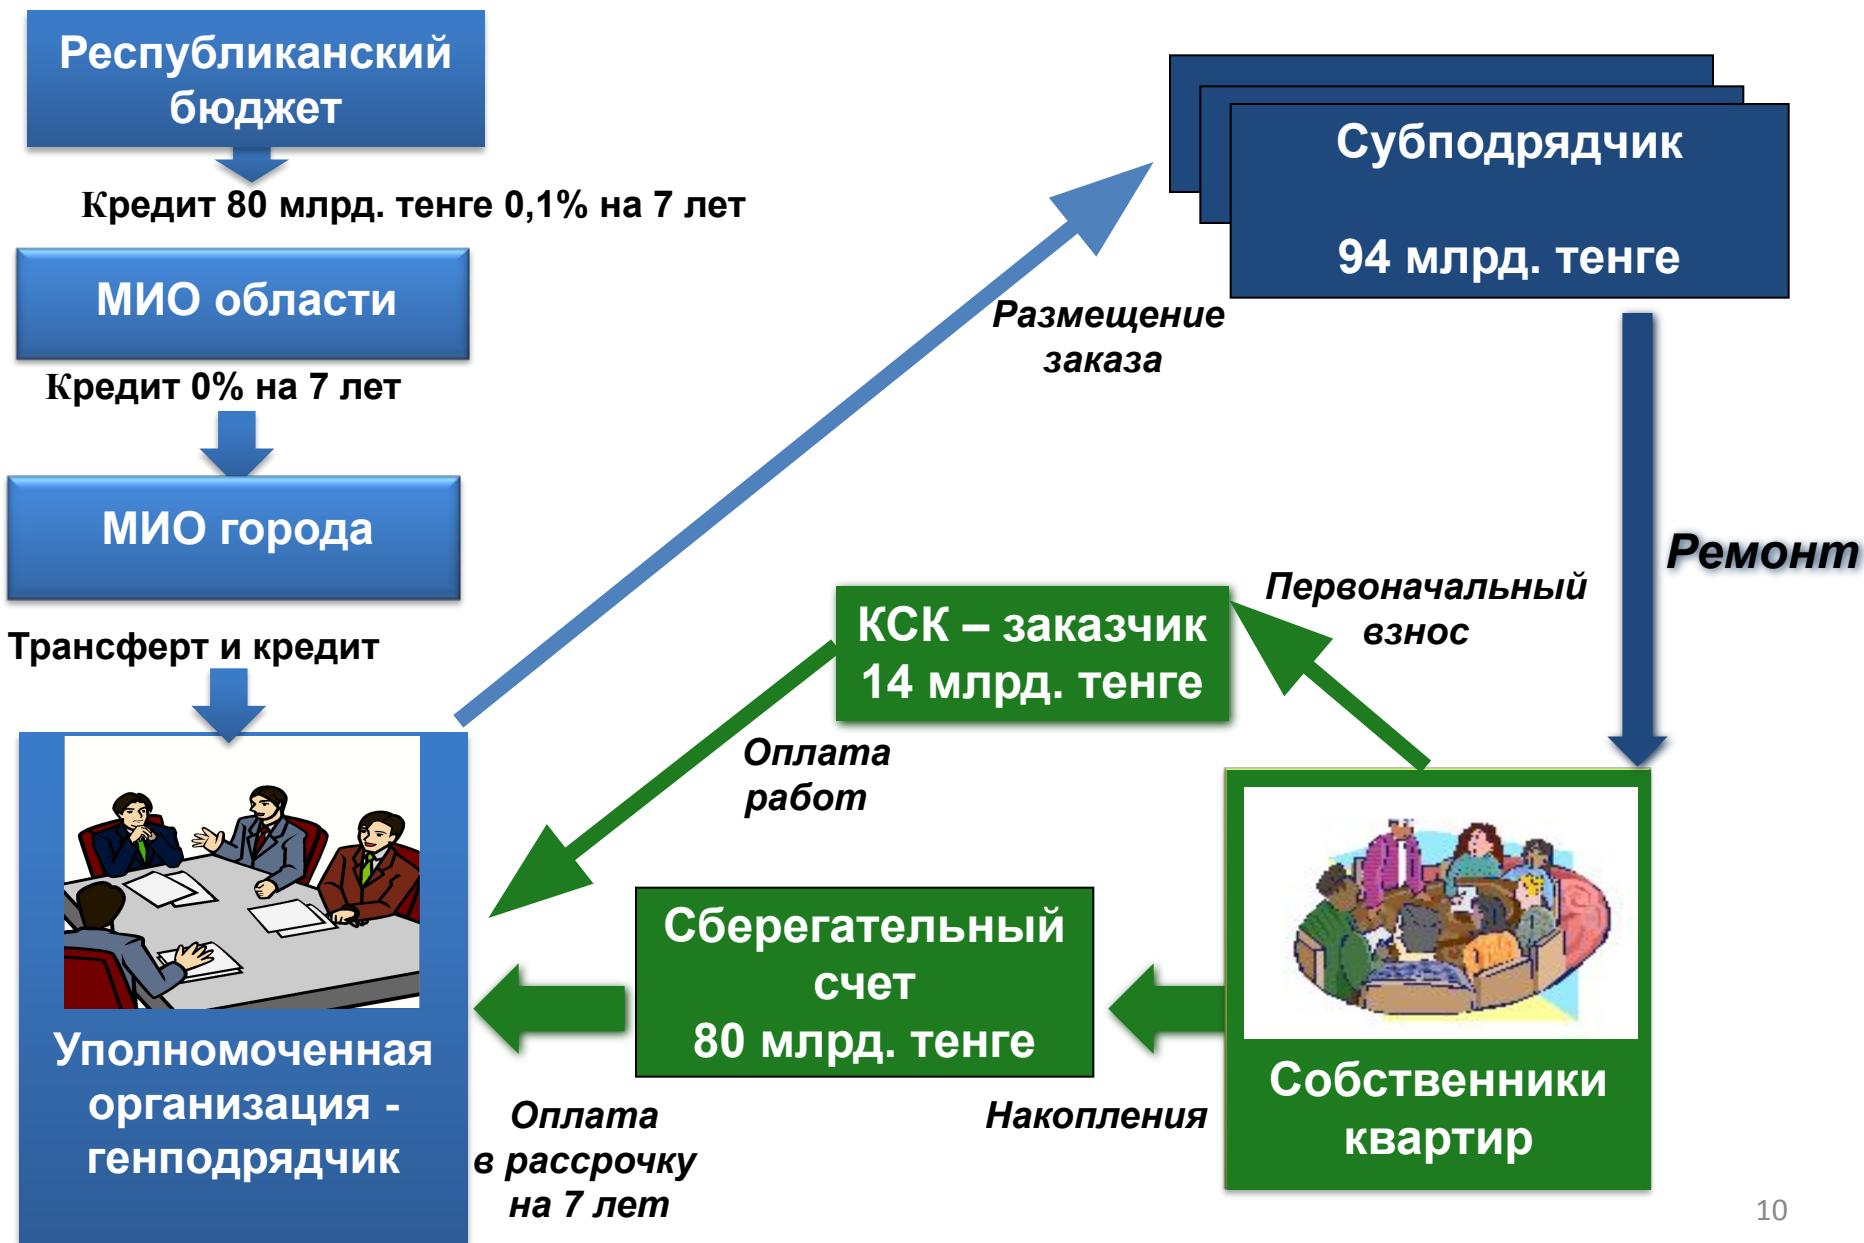 Республиканский
бюджет
Кредит 80 млрд. тенге 0,1% на 7 лет
МИО области
Кредит 0% на 7 лет
МИО города
Трансферт и кредит
Уполномоченная
организация -
генподрядчик
Субподрядчик
94 млрд. тенге
Размещение
заказа
Ремонт
Первоначальный
взнос
КСК – заказчик
14 млрд. тенге
Оплата
работ
Сберегательный
счет
80 млрд. тенге
Оплата
в рассрочку
на 7 лет
Накопления
Собственники
квартир
10